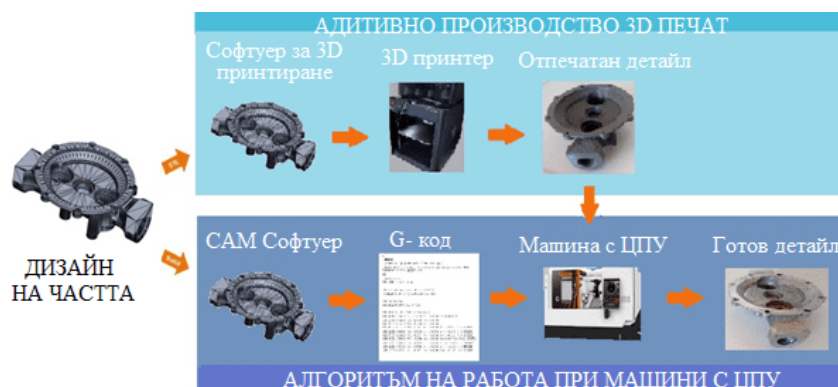 АДИТИВНО ПРОИЗВОДСТВО 3D ПЕЧАТ
Софтуер за 3D
принтиране
3D принтер
Отпечатан детайл
ДИЗАЙН
НА ЧАСТТА
Solid
CAM Софтуер
G- код
Машина с ЦПУ
Готов детайл
АЛГОРИТЪМ НА РАБОТА ПРИ МАШИНИ С ЦПУ